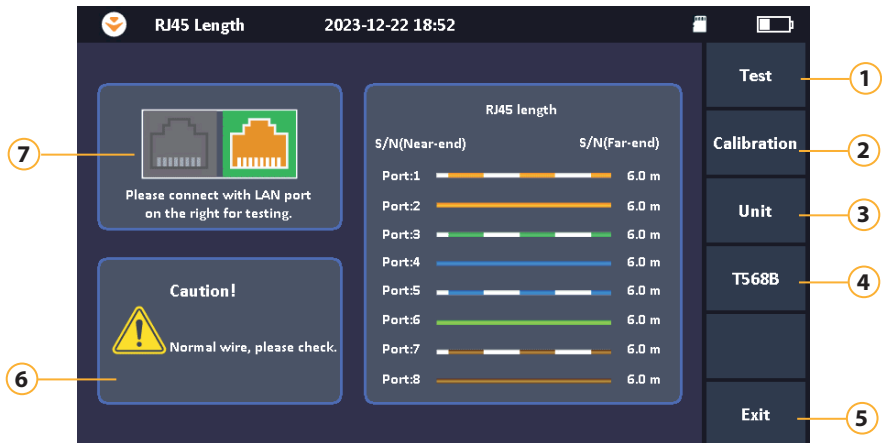 RJ45 Length 2023-12-22 18:52
Test
1
Calibration
2
Unit
3
T568B
4
Exit
5
7
Please connect with LAN port
on the right for testing.
Caution!
Normal wire, please check.
6
RJ45 length
S/N(Near-end) S/N(Far-end)
Port:1 6.0 m
Port:2 6.0 m
Port:3 6.0 m
Port:4 6.0 m
Port:5 6.0 m
Port:6 6.0 m
Port:7 6.0 m
Port:8 6.0 m